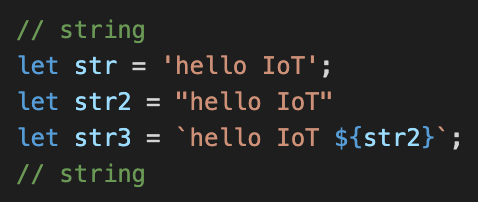 // string
let str = 'hello IoT';
let str2 = "hello IoT"
let str3 = `hello IoT ${str2}`;
// string